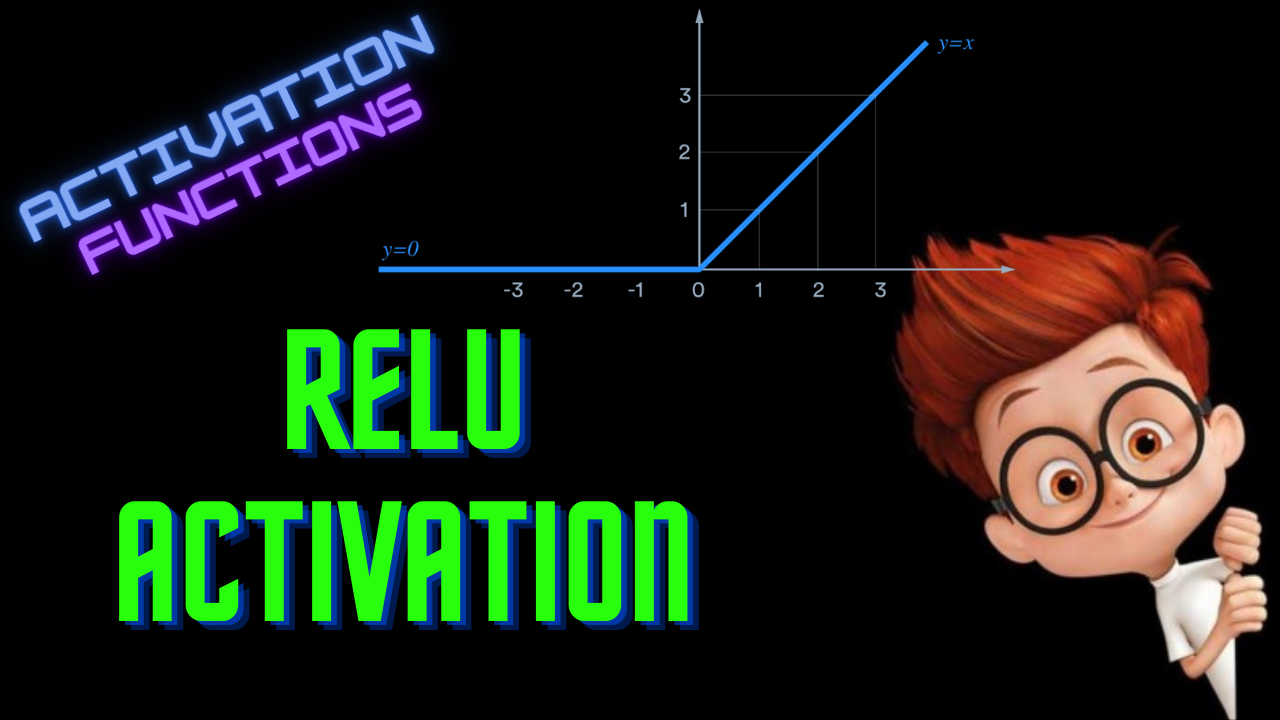 ACTIVATION
FUNCTIONS
y=x
3
2
1
y=0
-3 -2 -1 0 1 2 3
RELU
ACTIVATION